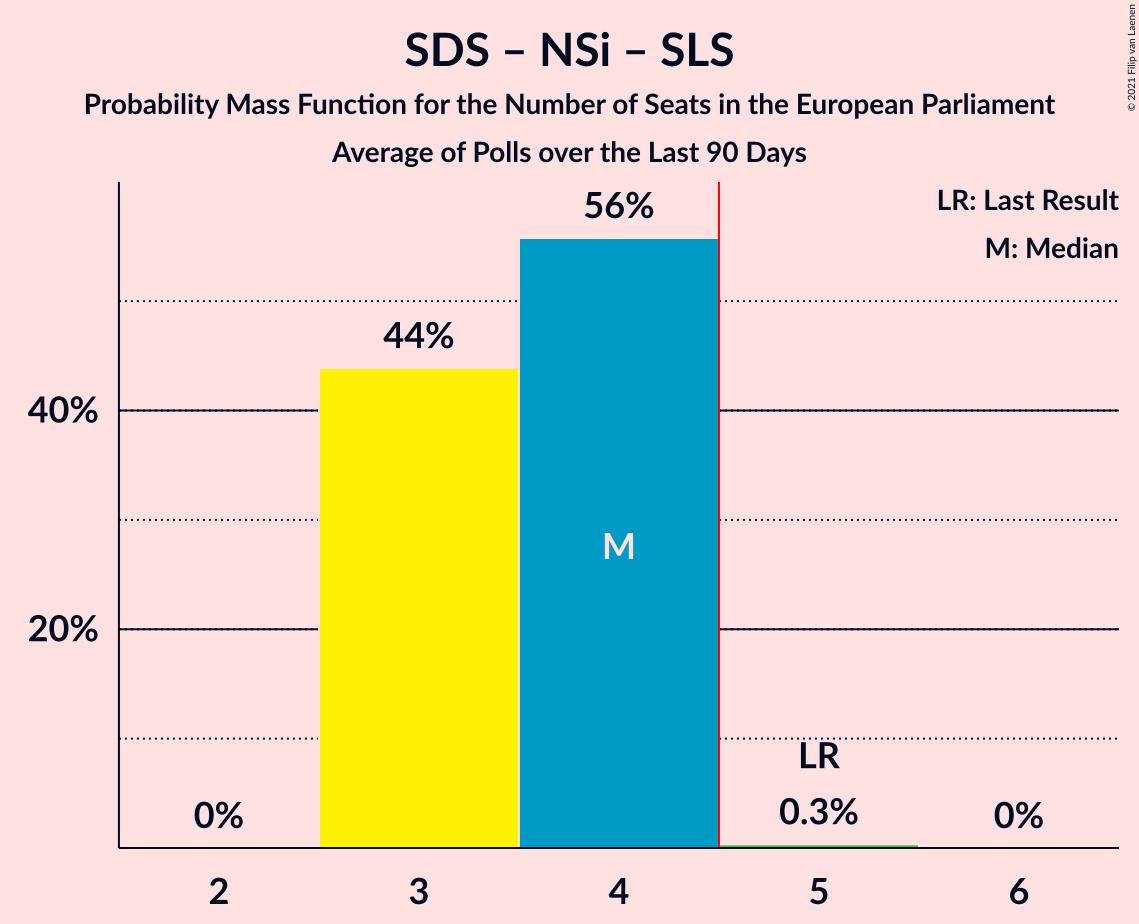 SDS – NSi – SLS
Probability Mass Function for the Number of Seats in the European Parliament
Average of Polls over the Last 90 Days
© 2021 Filip van Laenen
LR: Last Result
M: Median
56%
44%
40%
M
20%
LR
0%
0.3%
0%
2 3 4 5 6